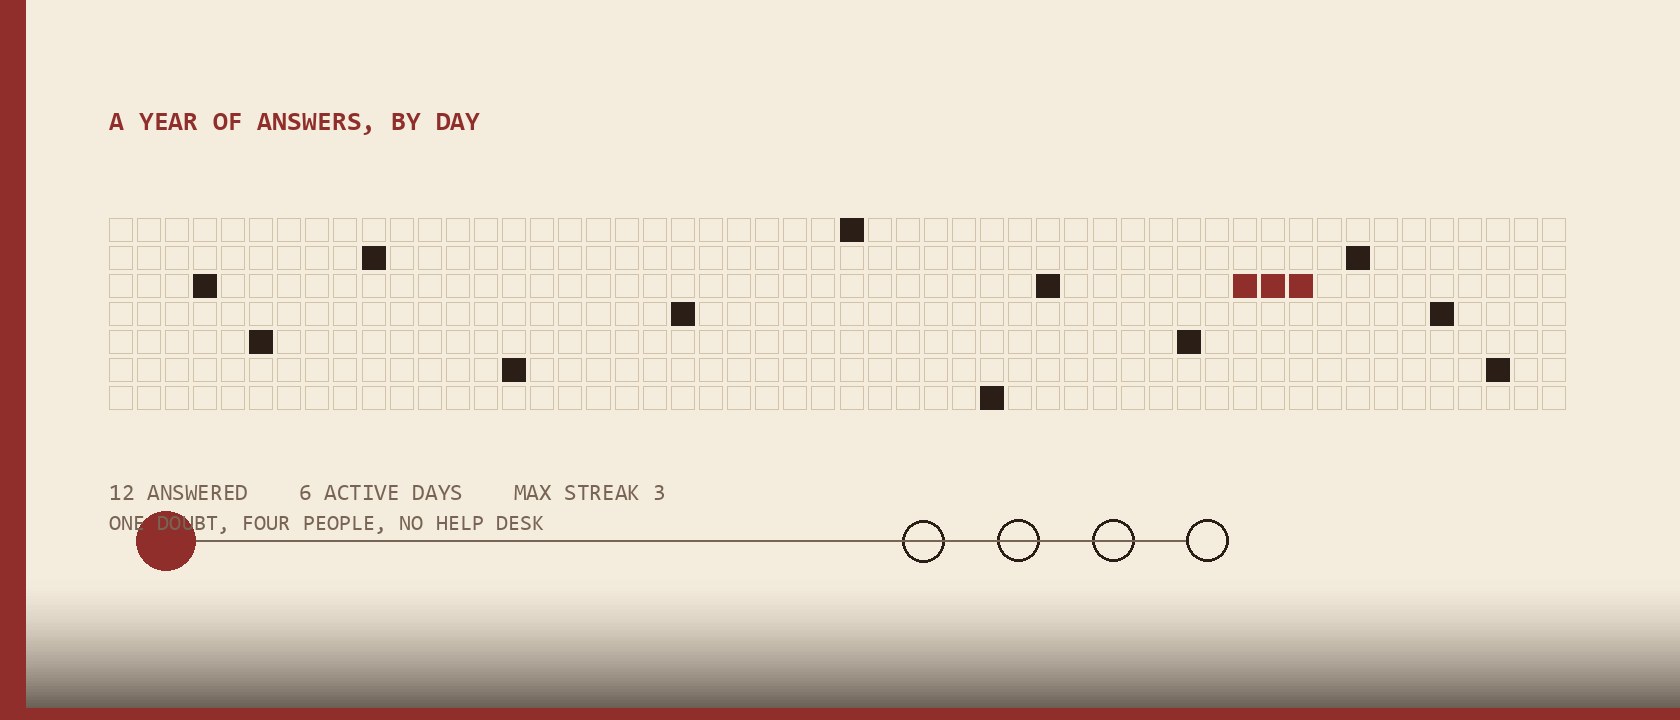 A YEAR OF ANSWERS, BY DAY
12 ANSWERED 6 ACTIVE DAYS MAX STREAK 3
ONE DOUBT, FOUR PEOPLE, NO HELP DESK